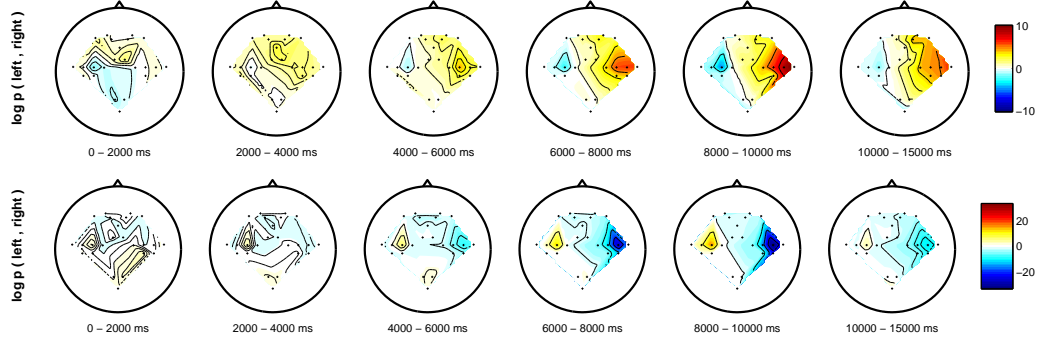 log p ( left , right )
10
0
−10
0 − 2000 ms
2000 − 4000 ms
4000 − 6000 ms
6000 − 8000 ms
8000 − 10000 ms
10000 − 15000 ms
log p ( left , right )
20
0
−20
0 − 2000 ms
2000 − 4000 ms
4000 − 6000 ms
6000 − 8000 ms
8000 − 10000 ms
10000 − 15000 ms